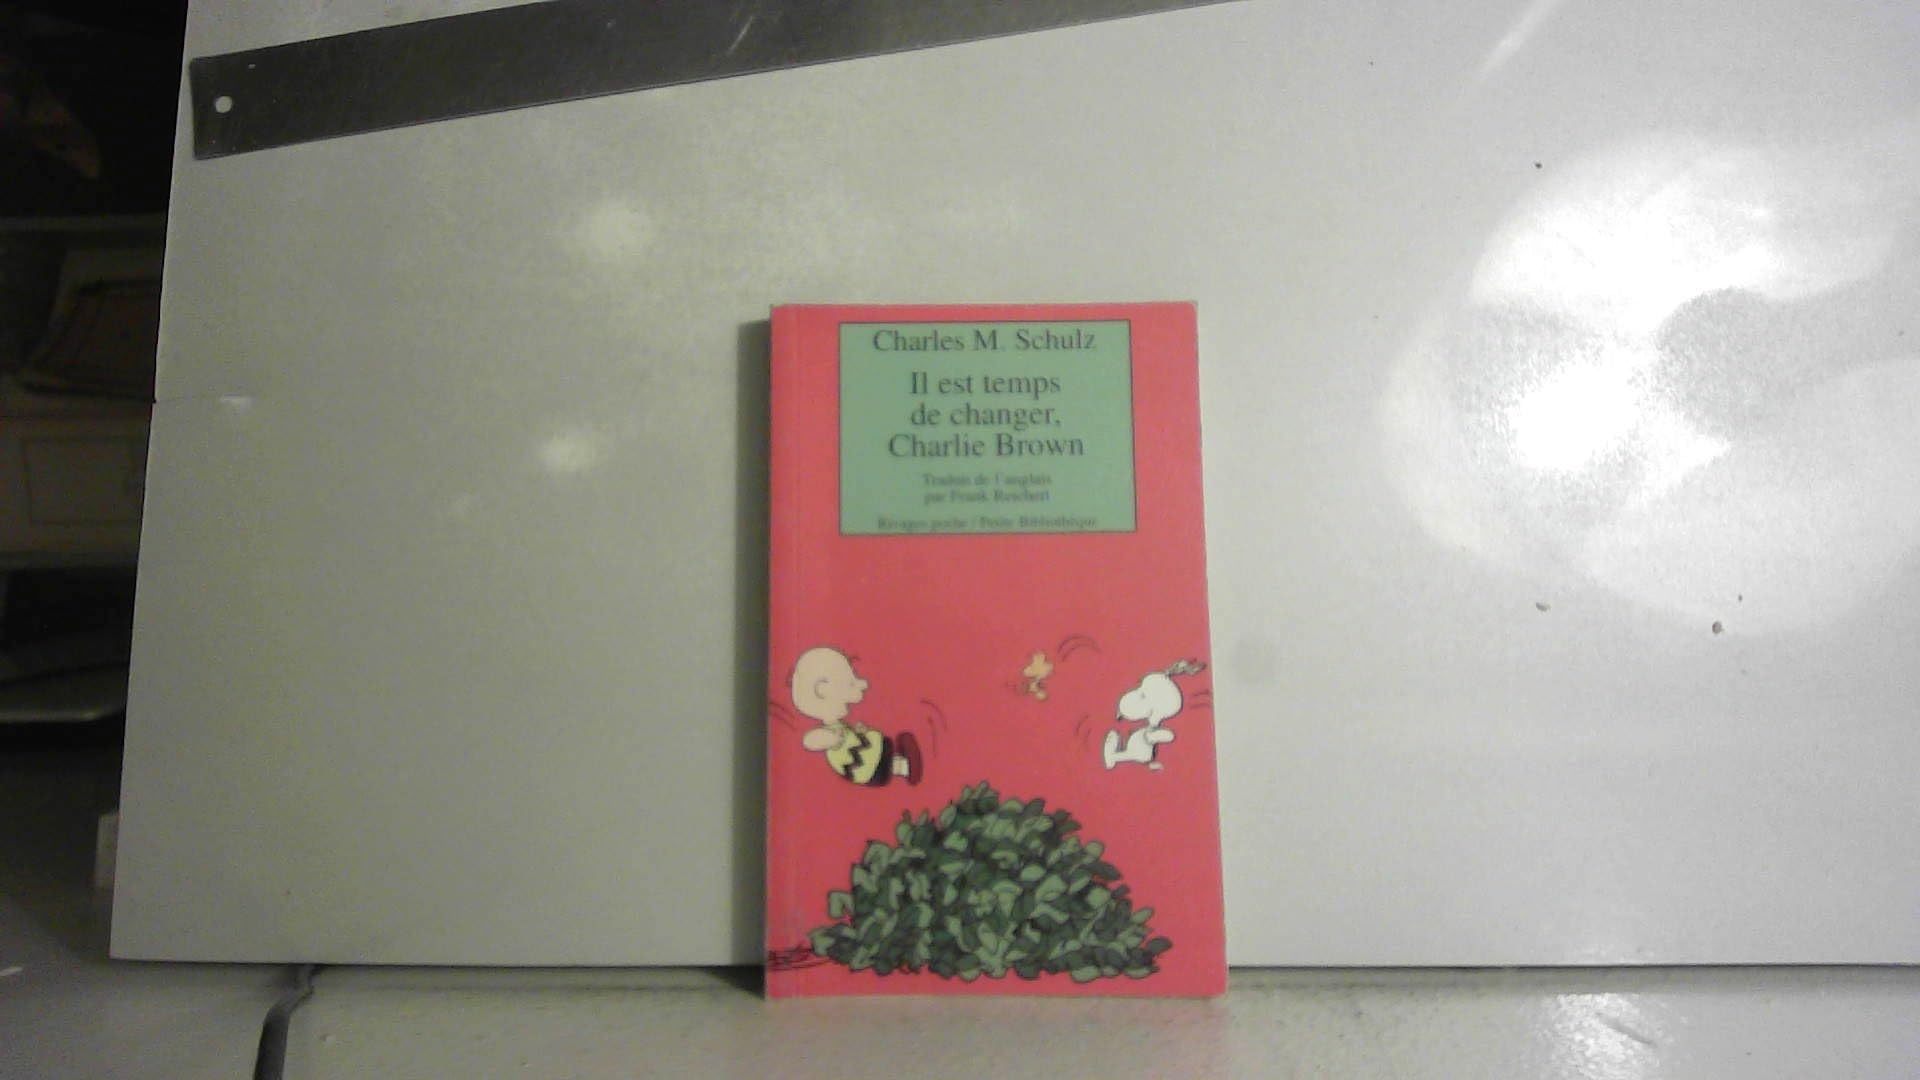 Charles M. Schulz
Il est temps
de changer,
Charlie Brown
Traduit de l'anglais
par Frank Reichert
Rivages poche / Petite Bibliothèque